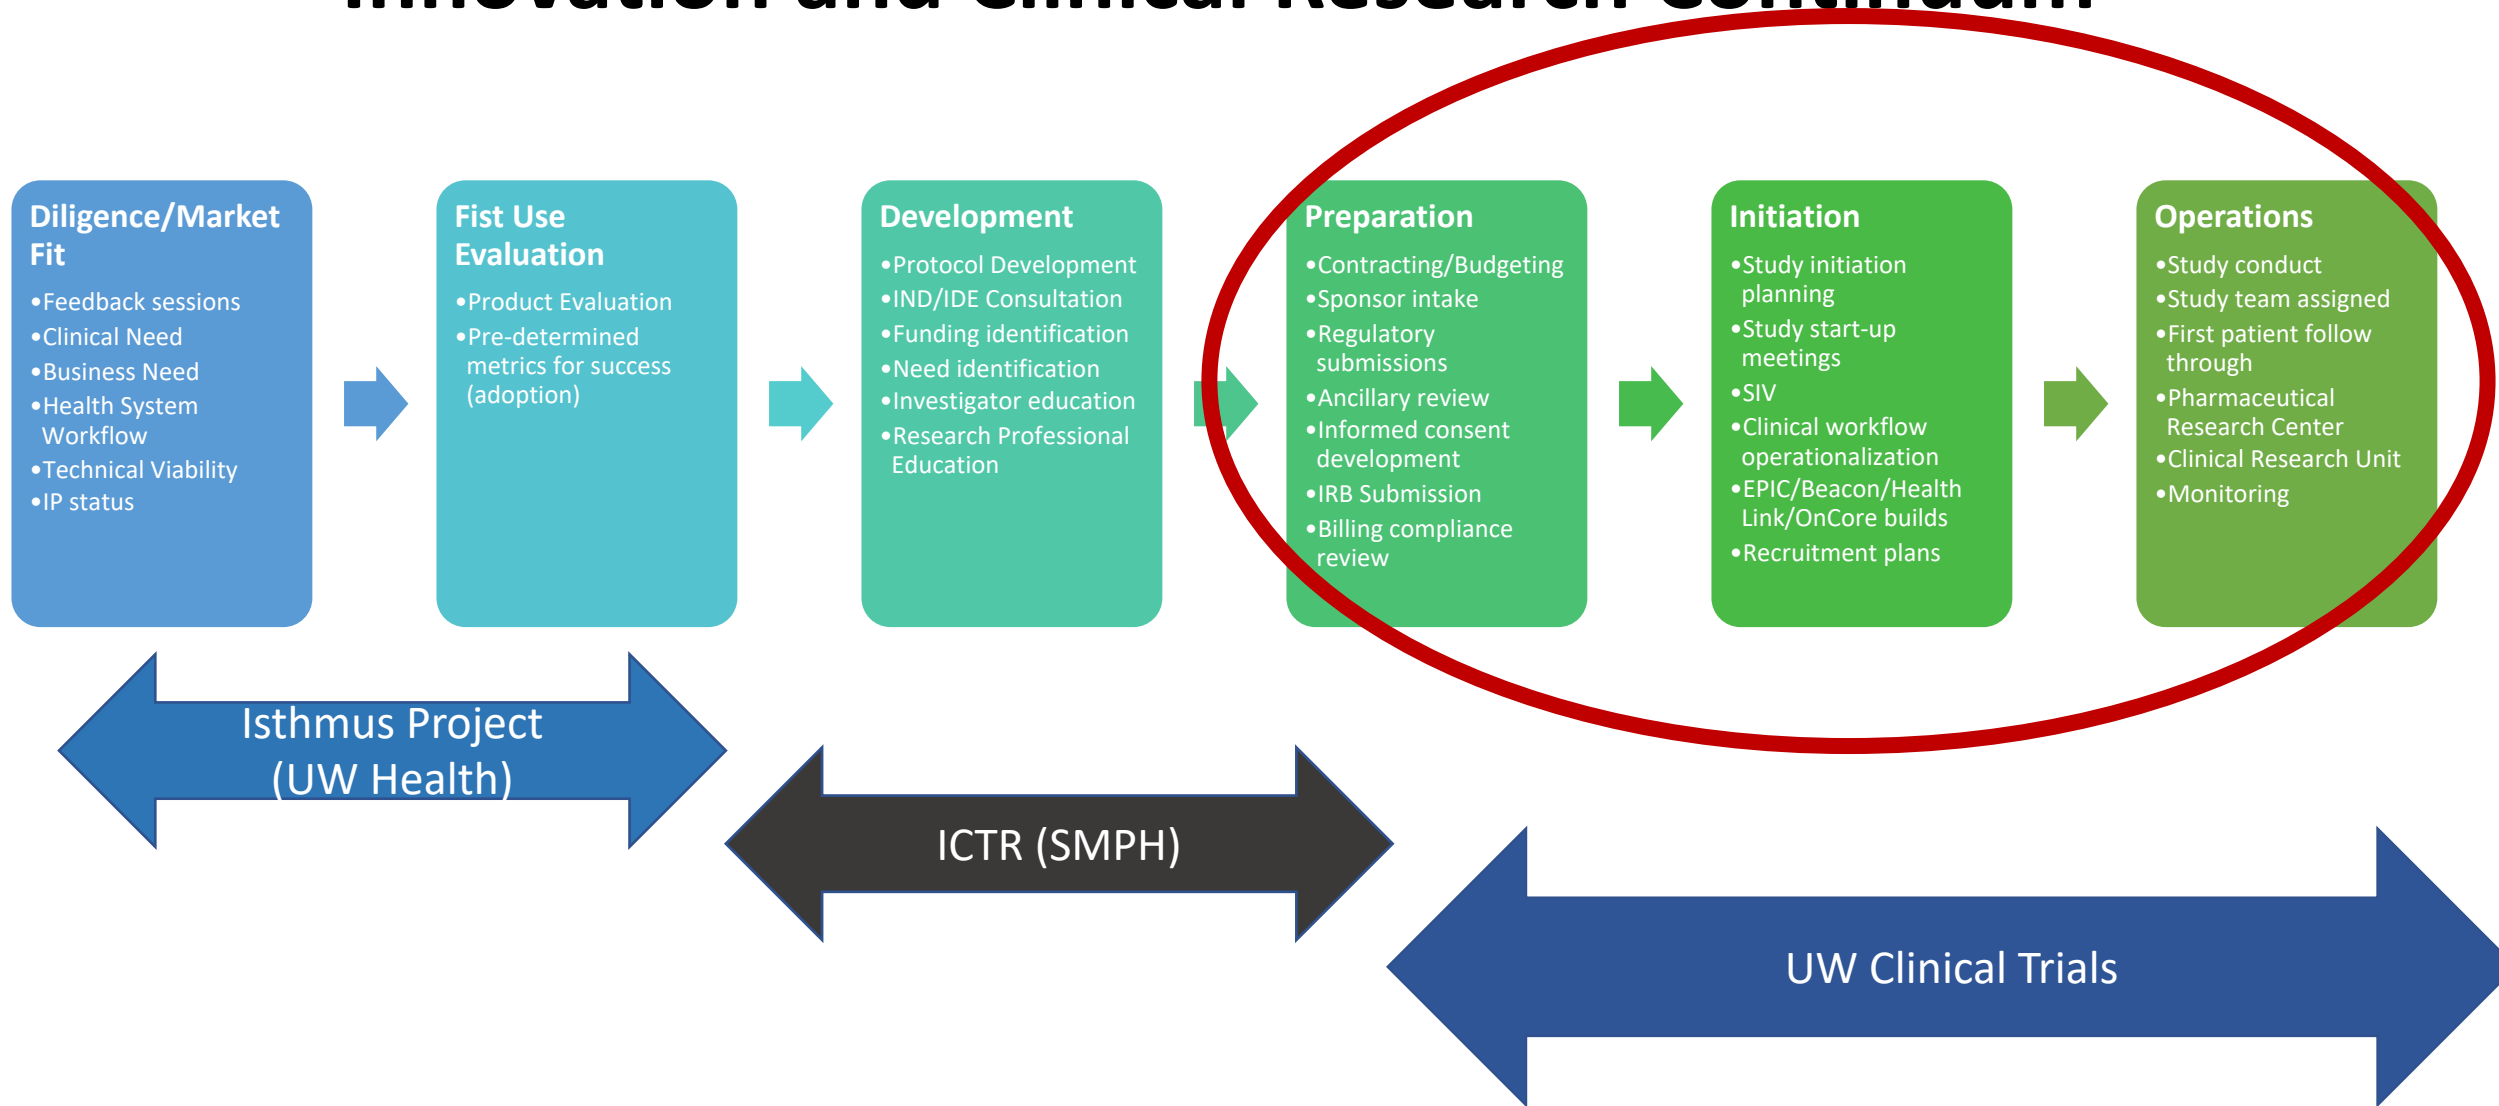 Innovation and Clinical Research Continuum
Diligence/Market
Fit
•Feedback sessions
•Clinical Need
•Business Need
•Health System
Workflow
•Technical Viability
•IP status
Fist Use
Evaluation
•Product Evaluation
•Pre-determined
metrics for success
(adoption)
Development
•Protocol Development
•IND/IDE Consultation
•Funding identification
•Need identification
•Investigator education
•Research Professional
Education
Preparation
•Contracting/Budgeting
•Sponsor intake
•Regulatory
submissions
•Ancillary review
•Informed consent
development
•IRB Submission
•Billing compliance
review
Initiation
•Study initiation
planning
•Study start-up
meetings
•SIV
•Clinical workflow
operationalization
•EPIC/Beacon/Health
Link/OnCore builds
•Recruitment plans
Operations
•Study conduct
•Study team assigned
•First patient follow
through
•Pharmaceutical
Research Center
•Clinical Research Unit
•Monitoring
Isthmus Project
(UW Health)
ICTR (SMPH)
UW Clinical Trials